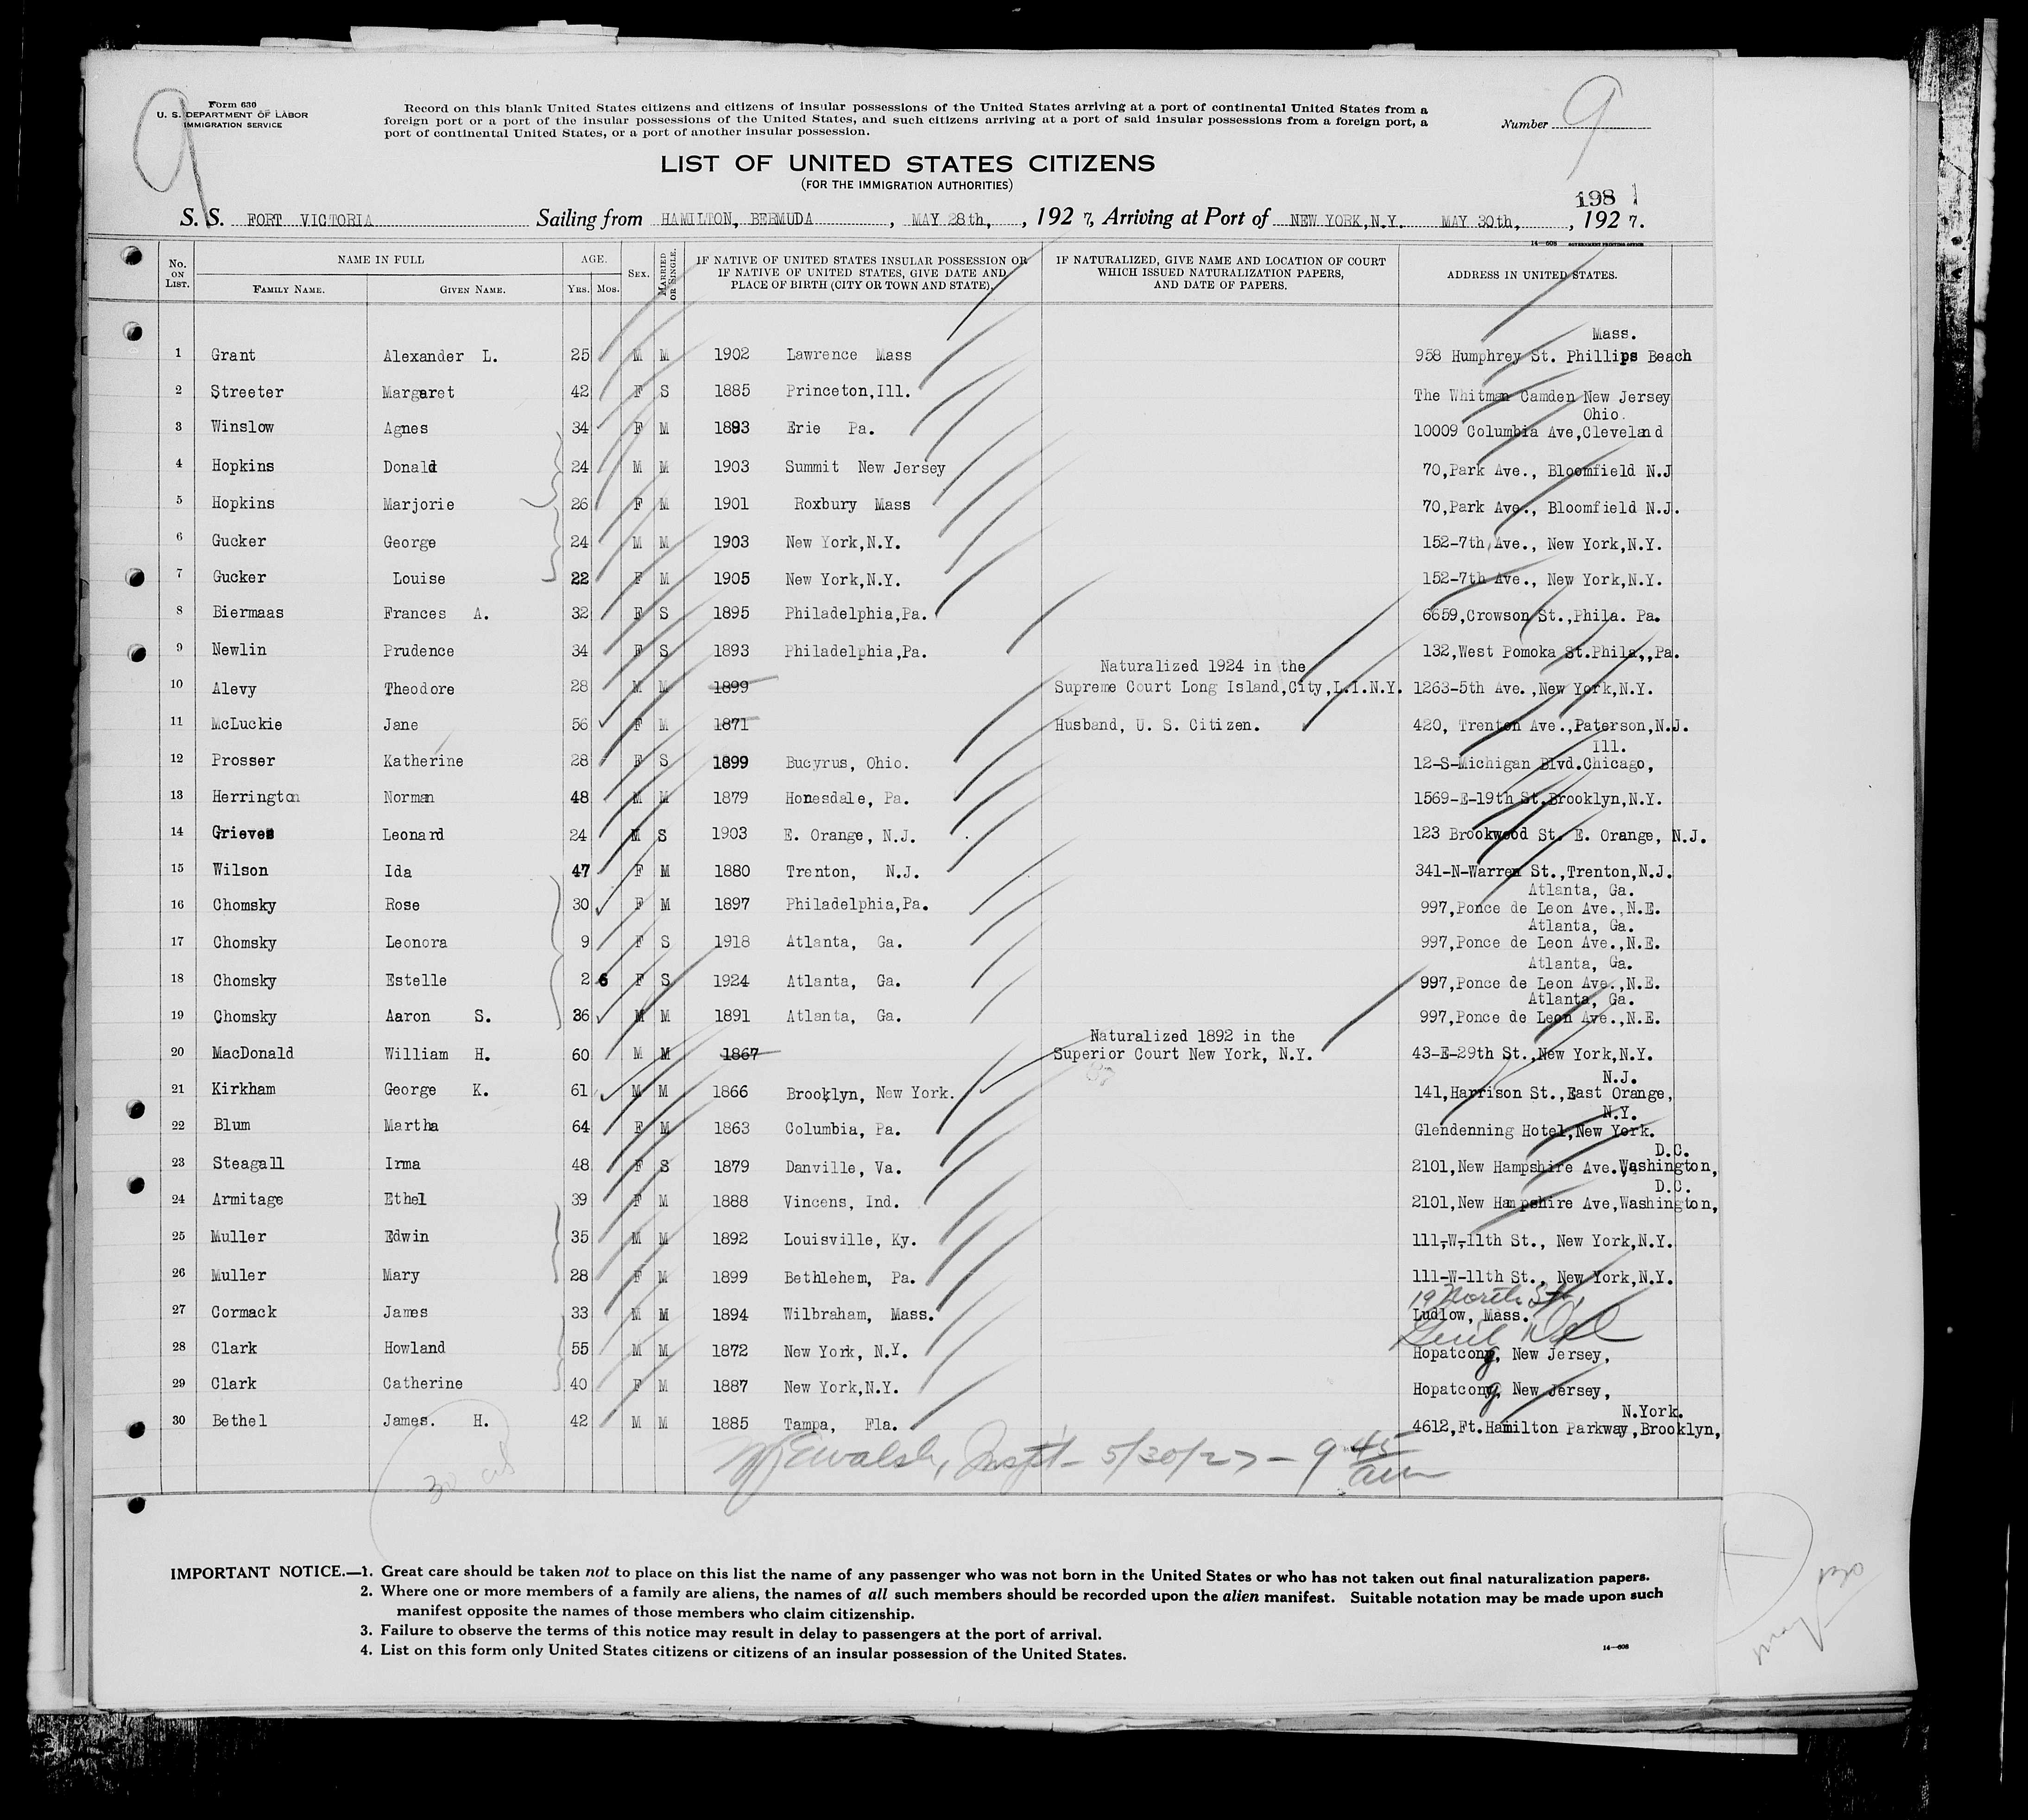 9
Form 630
U. S. DEPARTMENT OF LABOR
IMMIGRATION SERVICE
Record on this blank United States citizens and citizens of insular possessions of the United States arriving at a port of continental United States from a
foreign port or a port of the insular possessions of the United States, and such citizens arriving at a port of said insular possessions from a foreign port, a
port of continental United States, or a port of another insular possession.
Number 9
LIST OF UNITED STATES CITIZENS
(FOR THE IMMIGRATION AUTHORITIES)
198
S. S. FORT VICTORIA Sailing from HAMILTON, BERMUDA, MAY 28th, , 192 7, Arriving at Port of NEW YORK,N.Y. MAY 30th, , 192 7.
14—608 GOVERNMENT PRINTING OFFICE
No. ON LIST. NAME IN FULL FAMILY NAME. GIVEN NAME. AGE. YRS. MOS. SEX. MARRIED OR SINGLE. IF NATIVE OF UNITED STATES INSULAR POSSESSION OR IF NATIVE OF UNITED STATES, GIVE DATE AND PLACE OF BIRTH (CITY OR TOWN AND STATE). IF NATURALIZED, GIVE NAME AND LOCATION OF COURT WHICH ISSUED NATURALIZATION PAPERS, AND DATE OF PAPERS. ADDRESS IN UNITED STATES.
Mass.
1 Grant Alexander L. 25 M M 1902 Lawrence Mass 958 Humphrey St. Phillips Beach
2 Streeter Margaret 42 F S 1885 Princeton,Ill. The Whitman Camden New Jersey
Ohio.
3 Winslow Agnes 34 F M 1893 Erie Pa. 10009 Columbia Ave,Cleveland
4 Hopkins Donald 24 M M 1903 Summit New Jersey 70,Park Ave., Bloomfield N.J
5 Hopkins Marjorie 26 F M 1901 Roxbury Mass 70,Park Ave., Bloomfield N.J.
6 Gucker George 24 M M 1903 New York,N.Y. 152-7th Ave., New York,N.Y.
7 Gucker Louise 22 F M 1905 New York,N.Y. 152-7th Ave., New York,N.Y.
8 Biermaas Frances A. 32 F S 1895 Philadelphia,Pa. 6659,Crowson St.,Phila. Pa.
9 Newlin Prudence 34 F S 1893 Philadelphia,Pa. 132,West Pomoka St.Phila,,Pa.
Naturalized 1924 in the
10 Alevy Theodore 28 M M 1899 Supreme Court Long Island,City,L.I.N.Y. 1263-5th Ave.,New York,N.Y.
11 McLuckie Jane 56 F M 1871 Husband, U. S. Citizen. 420, Trenton Ave.,Paterson,N.J.
Ill.
12 Prosser Katherine 28 F S 1899 Bucyrus, Ohio. 12-S-Michigan Blvd.Chicago,
13 Herrington Norman 48 M M 1879 Honesdale, Pa. 1569-E-19th St.Brooklyn,N.Y.
14 Grieves Leonard 24 M S 1903 E. Orange, N.J. 123 Brookwood St. E. Orange, N.J.
15 Wilson Ida 47 F M 1880 Trenton, N.J. 341-N-Warren St.,Trenton,N.J.
Atlanta, Ga.
16 Chomsky Rose 30 F M 1897 Philadelphia,Pa. 997,Ponce de Leon Ave.,N.E.
Atlanta, Ga.
17 Chomsky Leonora 9 F S 1918 Atlanta, Ga. 997,Ponce de Leon Ave.,N.E.
Atlanta, Ga.
18 Chomsky Estelle 2 6 F S 1924 Atlanta, Ga. 997,Ponce de Leon Ave.,N.E.
Atlanta, Ga.
19 Chomsky Aaron S. 36 M M 1891 Atlanta, Ga. 997,Ponce de Leon Ave.,N.E.
Naturalized 1892 in the
20 MacDonald William H. 60 M M 1867 Superior Court New York, N.Y. 43-E-29th St.,New York,N.Y.
N.J.
21 Kirkham George K. 61 M M 1866 Brooklyn, New York. 141,Harrison St.,East Orange,
N.Y.
22 Blum Martha 64 F M 1863 Columbia, Pa. Glendenning Hotel,New York.
D.C.
23 Steagall Irma 48 F S 1879 Danville, Va. 2101,New Hampshire Ave.,Washington,
D.C.
24 Armitage Ethel 39 F M 1888 Vincens, Ind. 2101,New Hampshire Ave,Washington,
25 Muller Edwin 35 M M 1892 Louisville, Ky. 111-W-11th St., New York,N.Y.
26 Muller Mary 28 F M 1899 Bethlehem, Pa. 111-W-11th St., New York,N.Y.
19 North St,
27 Cormack James 33 M M 1894 Wilbraham, Mass. Ludlow, Mass.
Genl Del
28 Clark Howland 55 M M 1872 New York, N.Y. Hopatcong, New Jersey,
29 Clark Catherine 40 F M 1887 New York,N.Y. Hopatcong, New Jersey,
N.York.
30 Bethel James. H. 42 M M 1885 Tampa, Fla. 4612,Ft.Hamilton Parkway,Brooklyn,
Walsh, Inspt- 5/30/27 - 9 45 am
30
IMPORTANT NOTICE.—1. Great care should be taken not to place on this list the name of any passenger who was not born in the United States or who has not taken out final naturalization papers.
2. Where one or more members of a family are aliens, the names of all such members should be recorded upon the alien manifest. Suitable notation may be made upon such
manifest opposite the names of those members who claim citizenship.
3. Failure to observe the terms of this notice may result in delay to passengers at the port of arrival.
4. List on this form only United States citizens or citizens of an insular possession of the United States.
14—608
May 30